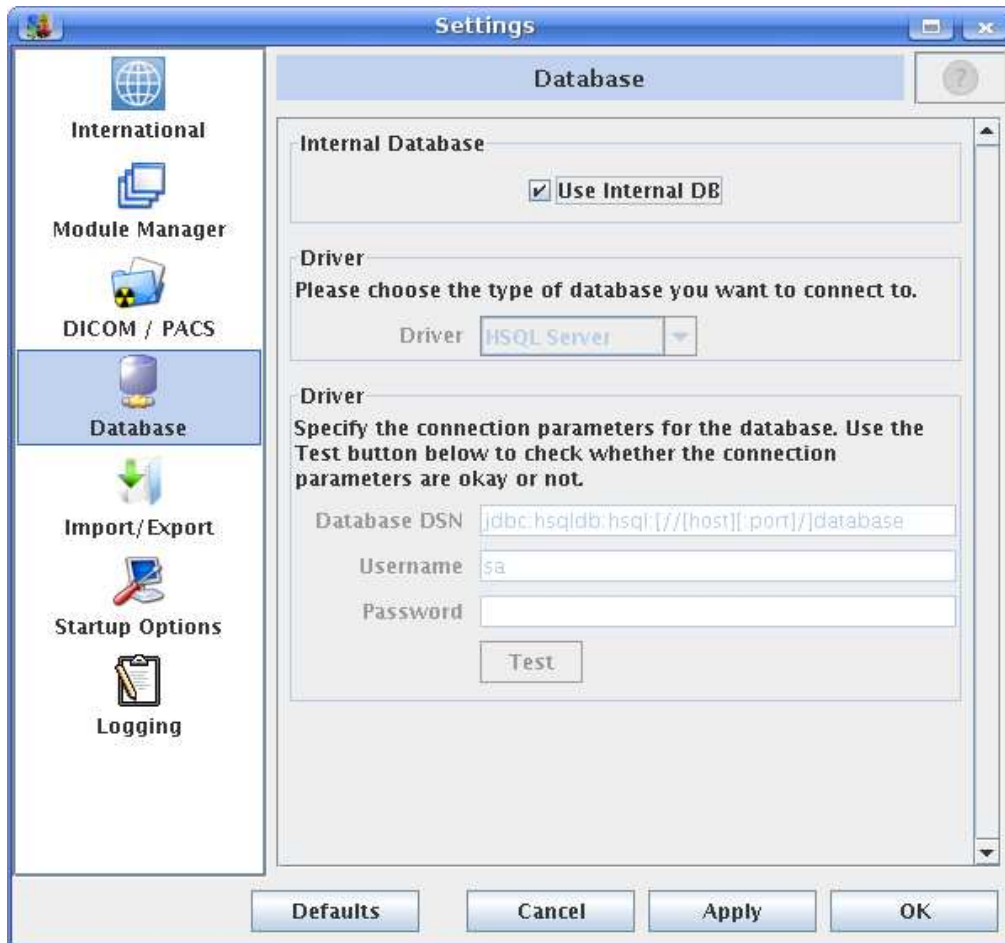 Settings
International
Module Manager
DICOM / PACS
Database
Import/Export
Startup Options
Logging
Database
?
Internal Database
Use Internal DB
Driver
Please choose the type of database you want to connect to.
Driver HSQL Server
Driver
Specify the connection parameters for the database. Use the
Test button below to check whether the connection
parameters are okay or not.
Database DSN jdbc:hsqldb:hsql:[//[host][:port]/]database
Username sa
Password
Test
Defaults Cancel Apply OK